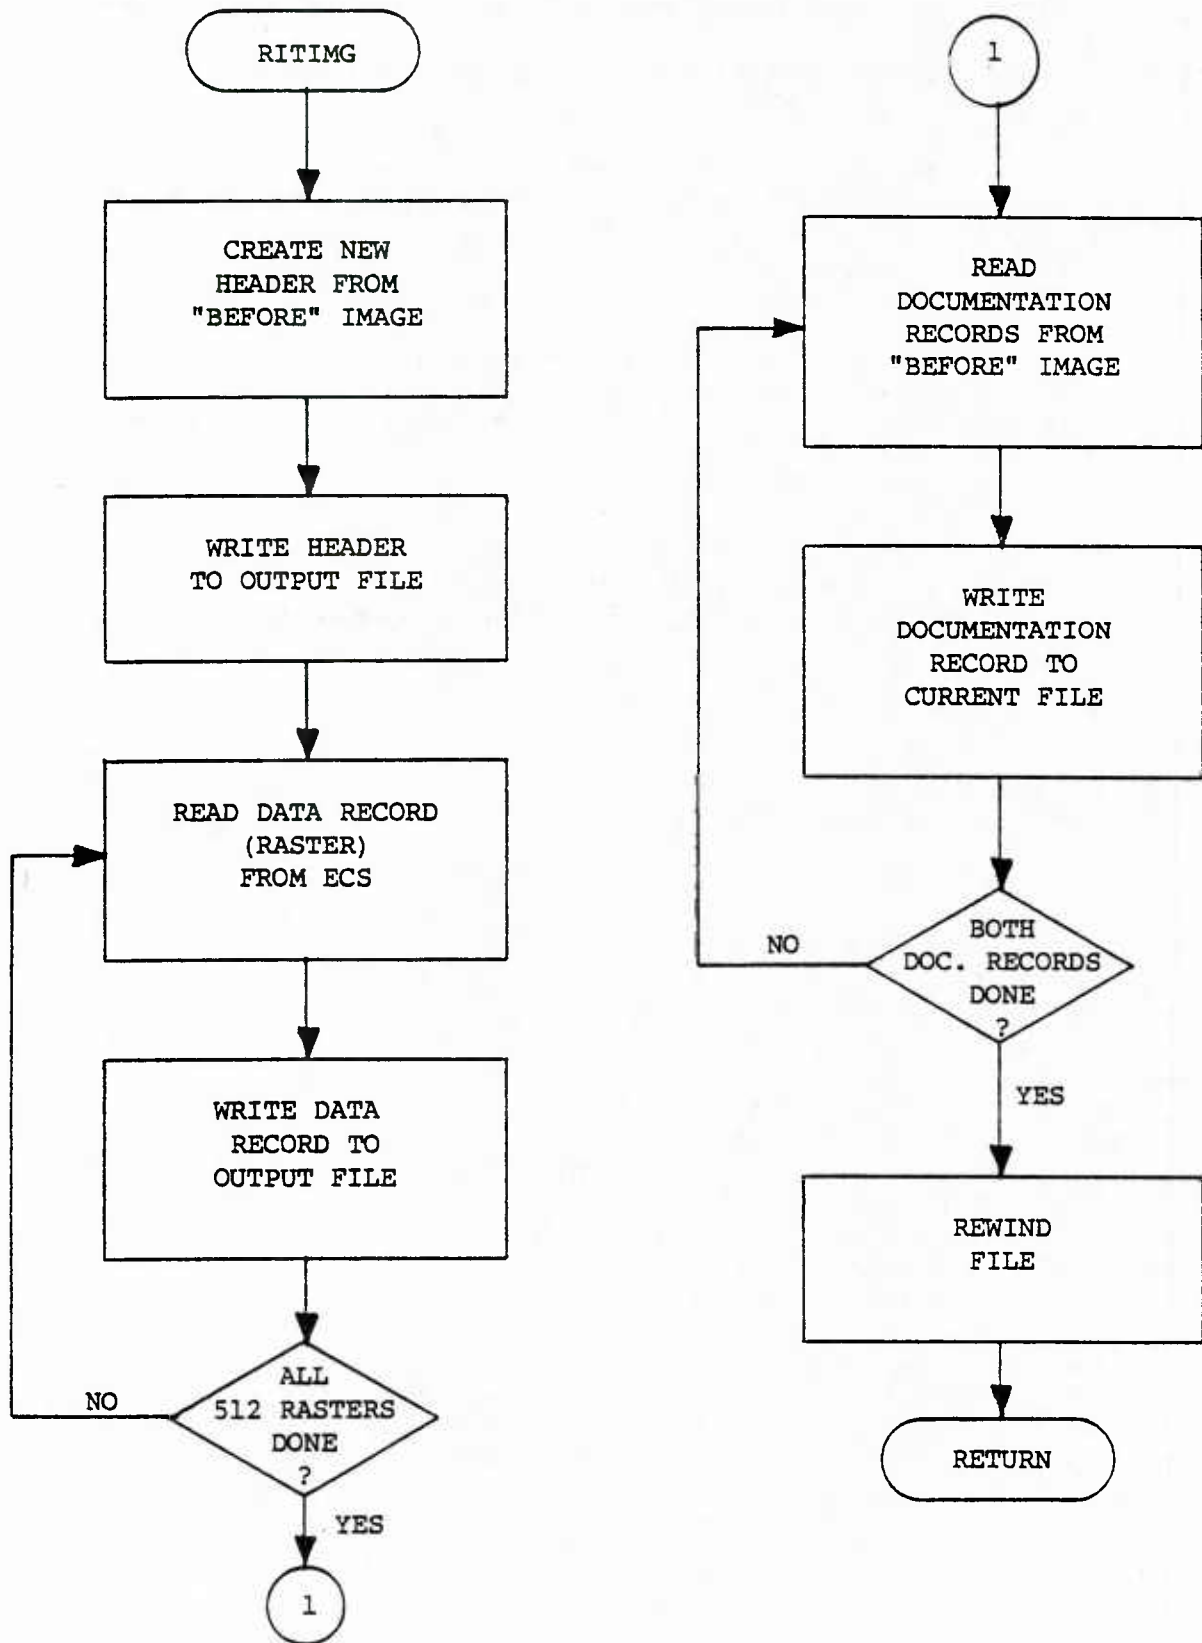 RITIMG
CREATE NEW
HEADER FROM
"BEFORE" IMAGE
WRITE HEADER
TO OUTPUT FILE
READ DATA RECORD
(RASTER)
FROM ECS
WRITE DATA
RECORD TO
OUTPUT FILE
ALL
512 RASTERS
DONE
?
NO
YES
1
1
READ
DOCUMENTATION
RECORDS FROM
"BEFORE" IMAGE
WRITE
DOCUMENTATION
RECORD TO
CURRENT FILE
BOTH
DOC. RECORDS
DONE
?
NO
YES
REWIND
FILE
RETURN